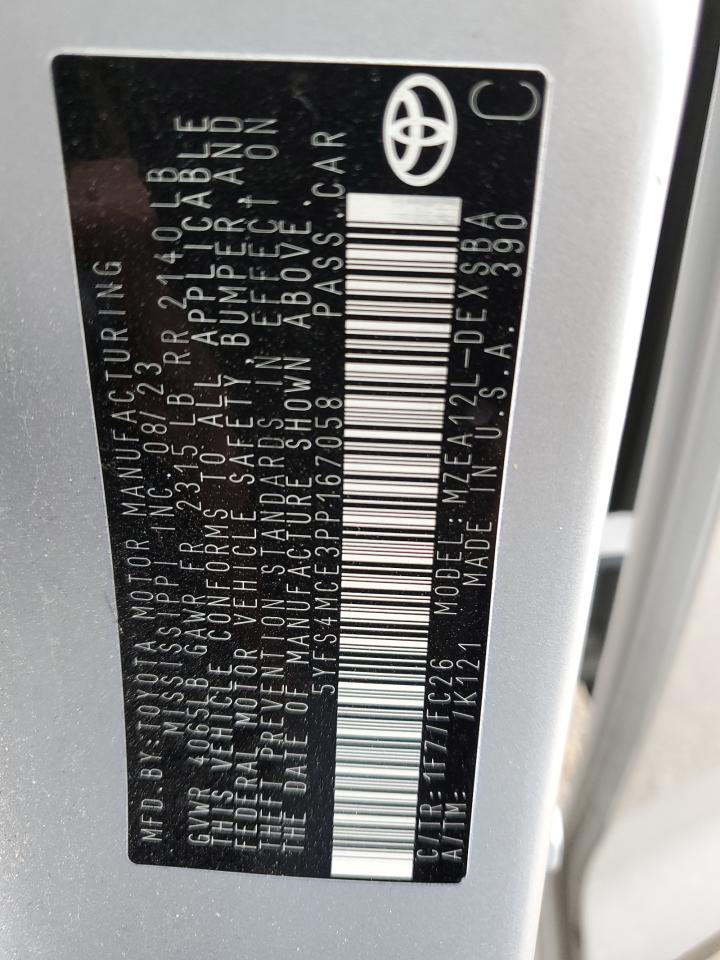 MFD.BY:TOYOTA MOTOR MANUFACTURING
MISSISSIPPI INC 08/23
GVWR 4065LB GAWR FR 2315 LB RR 2140 LB
THIS VEHICLE CONFORMS TO ALL APPLICABLE
FEDERAL MOTOR VEHICLE SAFETY, BUMPER, AND
THEFT PREVENTION STANDARDS IN EFFECT ON
THE DATE OF MANUFACTURE SHOWN ABOVE.
5YFS4MCE3PP167058 PASS.CAR
C/TR:1F7/FC26 MODEL:MZEA12L-DEXSBA
A/TM: /K121 MADE IN U.S.A. 390
C